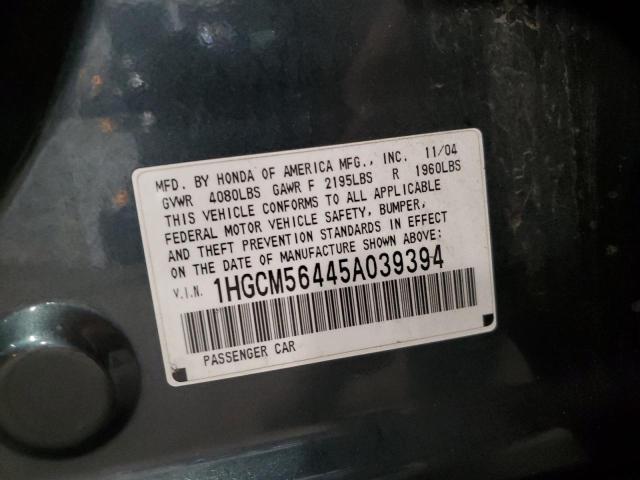 MFD. BY HONDA OF AMERICA MFG., INC. 11/04
GVWR 4080LBS GAWR F 2195LBS R 1960LBS
THIS VEHICLE CONFORMS TO ALL APPLICABLE
FEDERAL MOTOR VEHICLE SAFETY, BUMPER,
AND THEFT PREVENTION STANDARDS IN EFFECT
ON THE DATE OF MANUFACTURE SHOWN ABOVE:
V.I.N. 1HGCM56445A039394
PASSENGER CAR